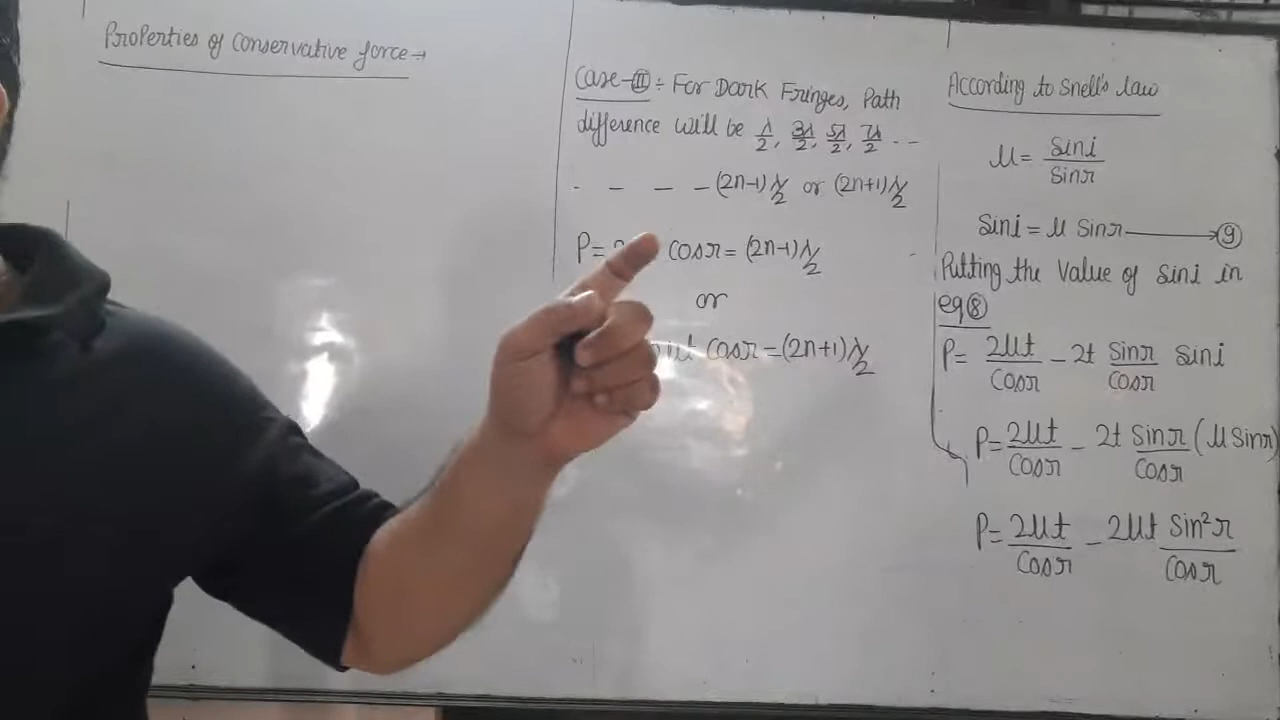 Properties of conservative force→
Case-III÷ For Dark Fringes, Path
difference will be λ/2, 3λ/2, 5λ/2, 7λ/2 - -
- - - - (2n-1)λ/2 or (2n+1)λ/2
P= cosr = (2n-1)λ/2
or
μt cosr = (2n+1)λ/2
According to Snell's law
μ = sini/sinr
sini = μ sinr ⟶ ⑨
Putting the value of sini in
eq⑧
P= 2μt/cosr - 2t sinr/cosr sini
P= 2μt/cosr - 2t sinr/cosr (μ sinr)
P= 2μt/cosr - 2μt sin²r/cosr